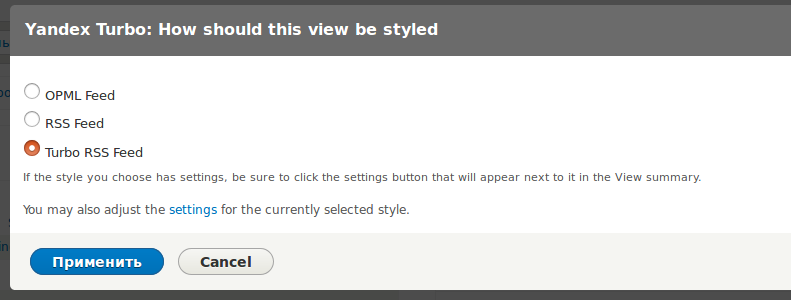 Yandex Turbo: How should this view be styled
OPML Feed
RSS Feed
Turbo RSS Feed
If the style you choose has settings, be sure to click the settings button that will appear next to it in the View summary.
You may also adjust the settings for the currently selected style.
Применить Cancel